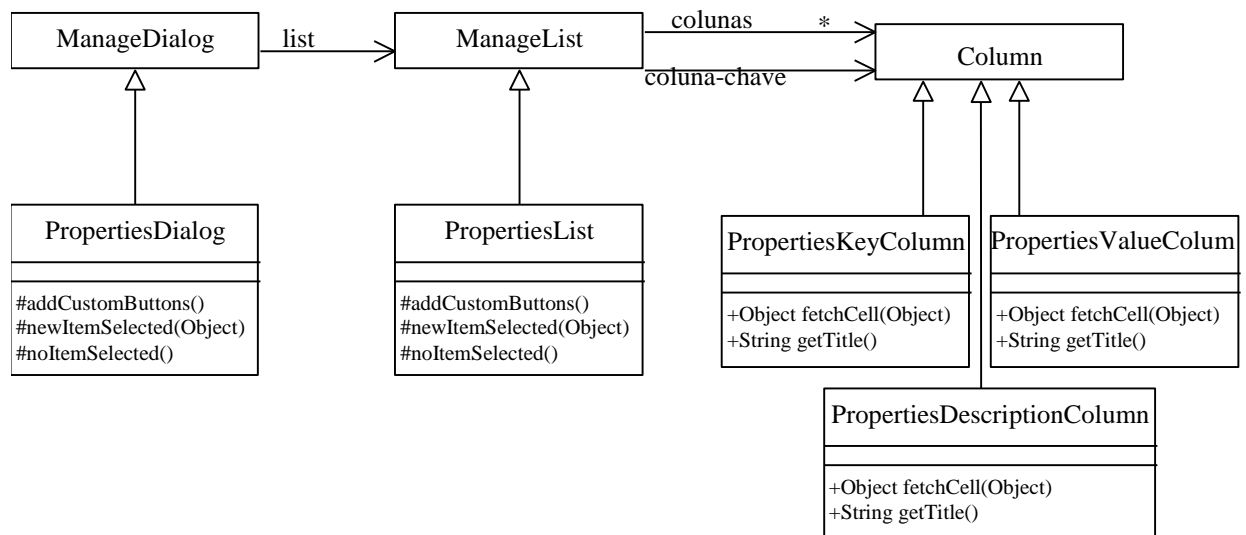 ManageDialog
list
ManageList
colunas
*
coluna-chave
Column
PropertiesDialog
#addCustomButtons()
#newItemSelected(Object)
#noItemSelected()
PropertiesList
#addCustomButtons()
#newItemSelected(Object)
#noItemSelected()
PropertiesKeyColumn
+Object fetchCell(Object)
+String getTitle()
PropertiesValueColum
+Object fetchCell(Object)
+String getTitle()
PropertiesDescriptionColumn
+Object fetchCell(Object)
+String getTitle()